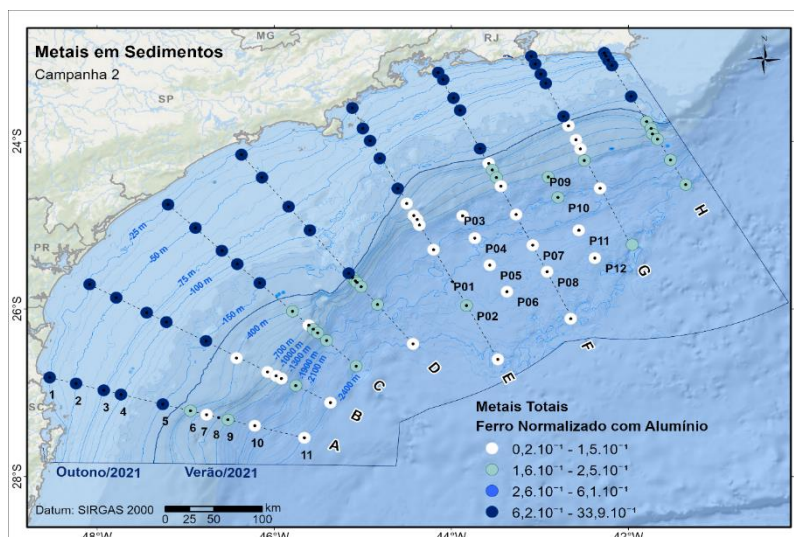 Metais em Sedimentos
Campanha 2
MG
RJ
SP
PR
SC
24°S
26°S
28°S
-25 m
-50 m
-75 m
-100 m
-150 m
-400 m
-700 m
-1000 m
-1300 m
-1900 m
-2100 m
-2400 m
P09
P10
P03
P04
P11
P07
P12
P05
P08
P01
P06
P02
H
G
F
E
D
C
B
A
1 2 3 4 5 6 7 8 9 10 11
Outono/2021 Verão/2021
Metais Totais
Ferro Normalizado com Alumínio
0,2.10⁻¹ - 1,5.10⁻¹
1,6.10⁻¹ - 2,5.10⁻¹
2,6.10⁻¹ - 6,1.10⁻¹
6,2.10⁻¹ - 33,9.10⁻¹
Datum: SIRGAS 2000
km
0 25 50 100
48°W 46°W 44°W 42°W